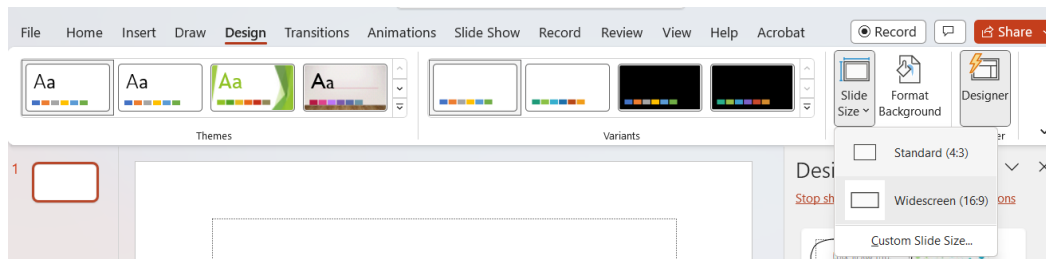 File Home Insert Draw Design Transitions Animations Slide Show Record Review View Help Acrobat Record Share
Aa Aa Aa Aa
Slide Format Designer
Size Background
Themes Variants er
Standard (4:3)
1
Desi
Stop sh Widescreen (16:9) ons
Custom Slide Size...